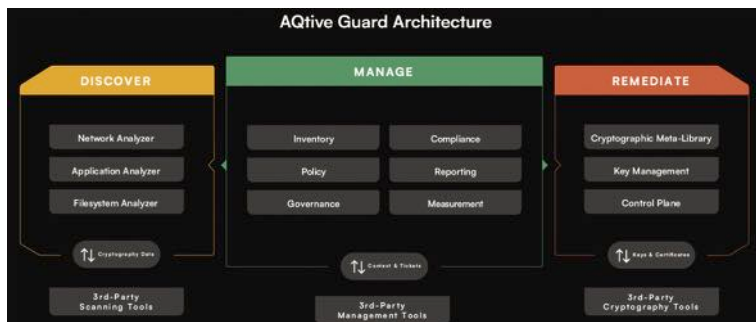 AQtive Guard Architecture
DISCOVER
Network Analyzer
Application Analyzer
Filesystem Analyzer
Cryptography Data
3rd-Party
Scanning Tools
MANAGE
Inventory
Compliance
Policy
Reporting
Governance
Measurement
Context & Tickets
3rd-Party
Management Tools
REMEDIATE
Cryptographic Meta-Library
Key Management
Control Plane
Keys & Certificates
3rd-Party
Cryptography Tools